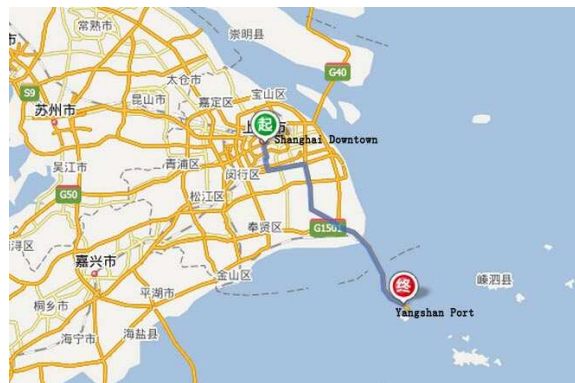 常熟市
崇明县
市
G40
太仓市
S9
昆山市
嘉定区
宝山区
苏州市
上
市
起
Shanghai Downtown
吴江市
青浦区
闵行区
G50
松江区
浔区
奉贤区
G1501
嘉兴市
金山区
终
嵊泗县
平湖市
桐乡市
Yangshan Port
海盐县
海宁市